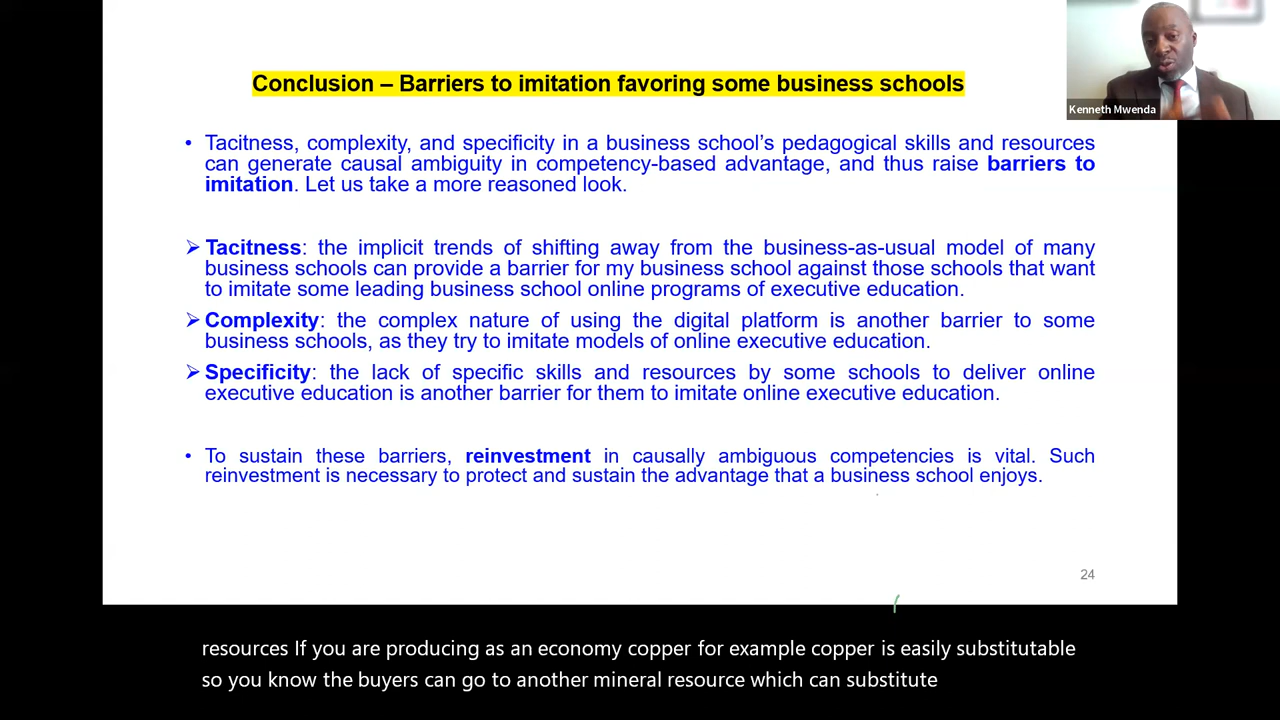 Kenneth Mwenda
Conclusion – Barriers to imitation favoring some business schools
• Tacitness, complexity, and specificity in a business school's pedagogical skills and resources
can generate causal ambiguity in competency-based advantage, and thus raise barriers to
imitation. Let us take a more reasoned look.
➢ Tacitness: the implicit trends of shifting away from the business-as-usual model of many
business schools can provide a barrier for my business school against those schools that want
to imitate some leading business school online programs of executive education.
➢ Complexity: the complex nature of using the digital platform is another barrier to some
business schools, as they try to imitate models of online executive education.
➢ Specificity: the lack of specific skills and resources by some schools to deliver online
executive education is another barrier for them to imitate online executive education.
• To sustain these barriers, reinvestment in causally ambiguous competencies is vital. Such
reinvestment is necessary to protect and sustain the advantage that a business school enjoys.
24
resources If you are producing as an economy copper for example copper is easily substitutable
so you know the buyers can go to another mineral resource which can substitute